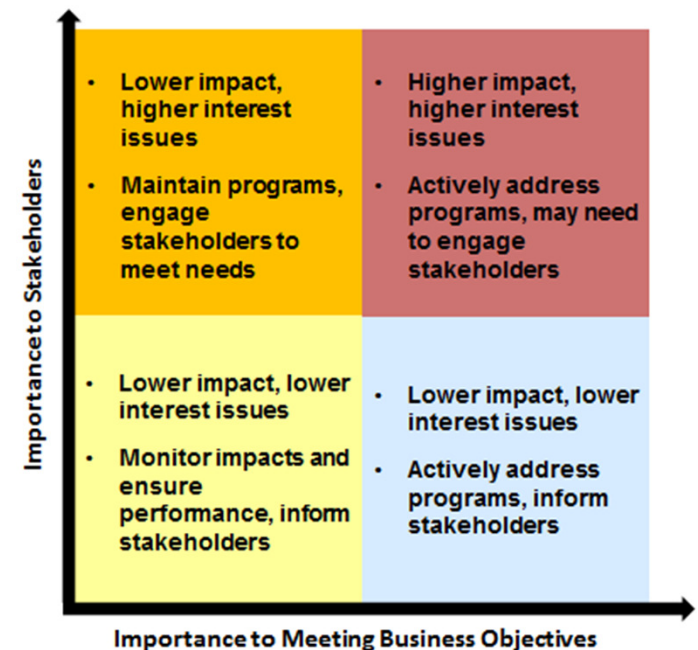 Importance to Stakeholders
• Lower impact,
higher interest
issues
• Maintain programs,
engage
stakeholders to
meet needs
• Higher impact,
higher interest
issues
• Actively address
programs, may need
to engage
stakeholders
• Lower impact, lower
interest issues
• Monitor impacts and
ensure
performance, inform
stakeholders
• Lower impact, lower
interest issues
• Actively address
programs, inform
stakeholders
Importance to Meeting Business Objectives